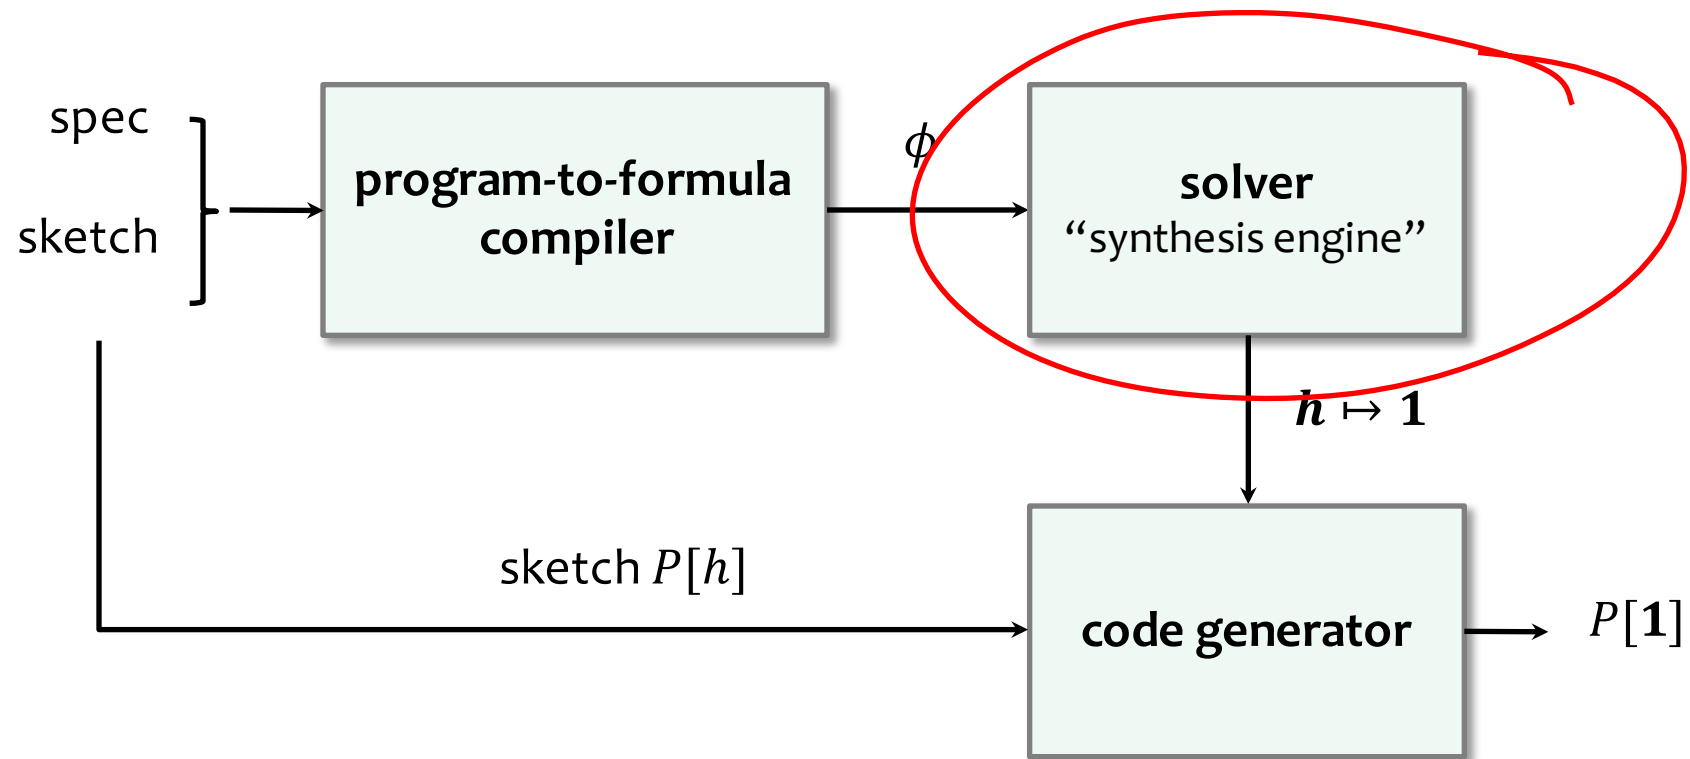 spec
sketch
program-to-formula
compiler
ϕ
solver
“synthesis engine”
h ↦ 1
sketch P[h]
code generator
P[1]